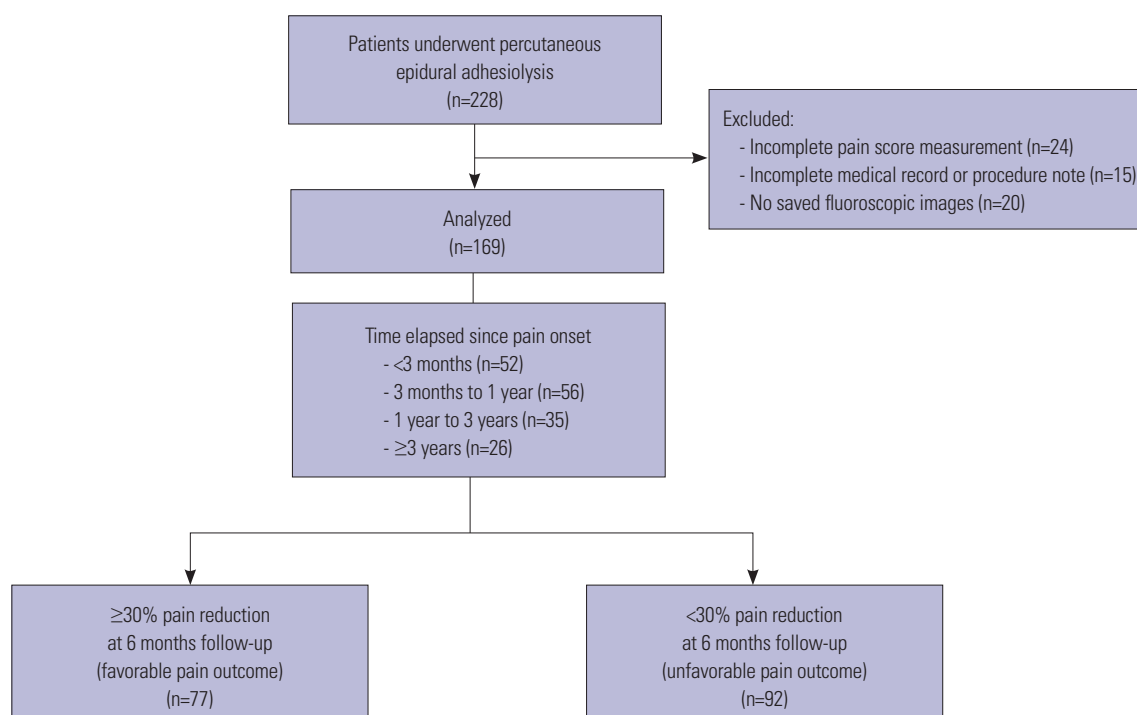 Patients underwent percutaneous
epidural adhesiolysis
(n=228)
Excluded:
- Incomplete pain score measurement (n=24)
- Incomplete medical record or procedure note (n=15)
- No saved fluoroscopic images (n=20)
Analyzed
(n=169)
Time elapsed since pain onset
- <3 months (n=52)
- 3 months to 1 year (n=56)
- 1 year to 3 years (n=35)
- ≥3 years (n=26)
≥30% pain reduction
at 6 months follow-up
(favorable pain outcome)
(n=77)
<30% pain reduction
at 6 months follow-up
(unfavorable pain outcome)
(n=92)